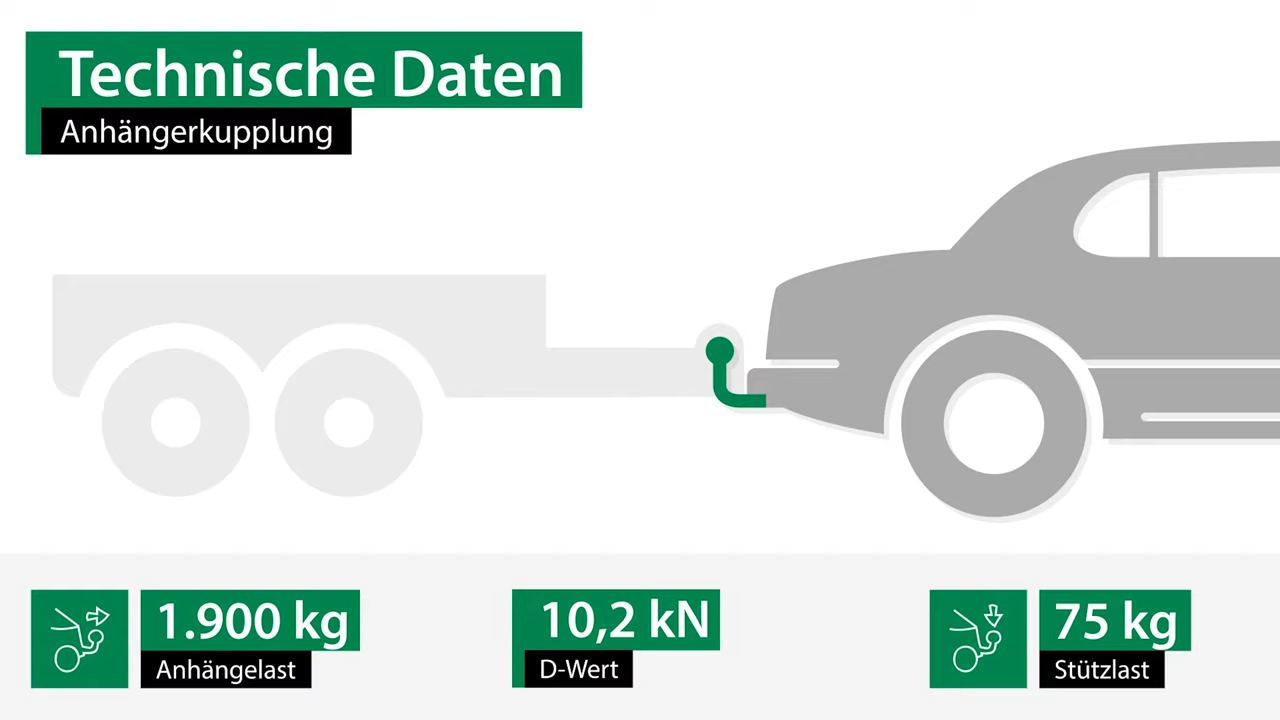 Technische Daten
Anhängerkupplung
1.900 kg
Anhängelast
10,2 kN
D-Wert
75 kg
Stützlast